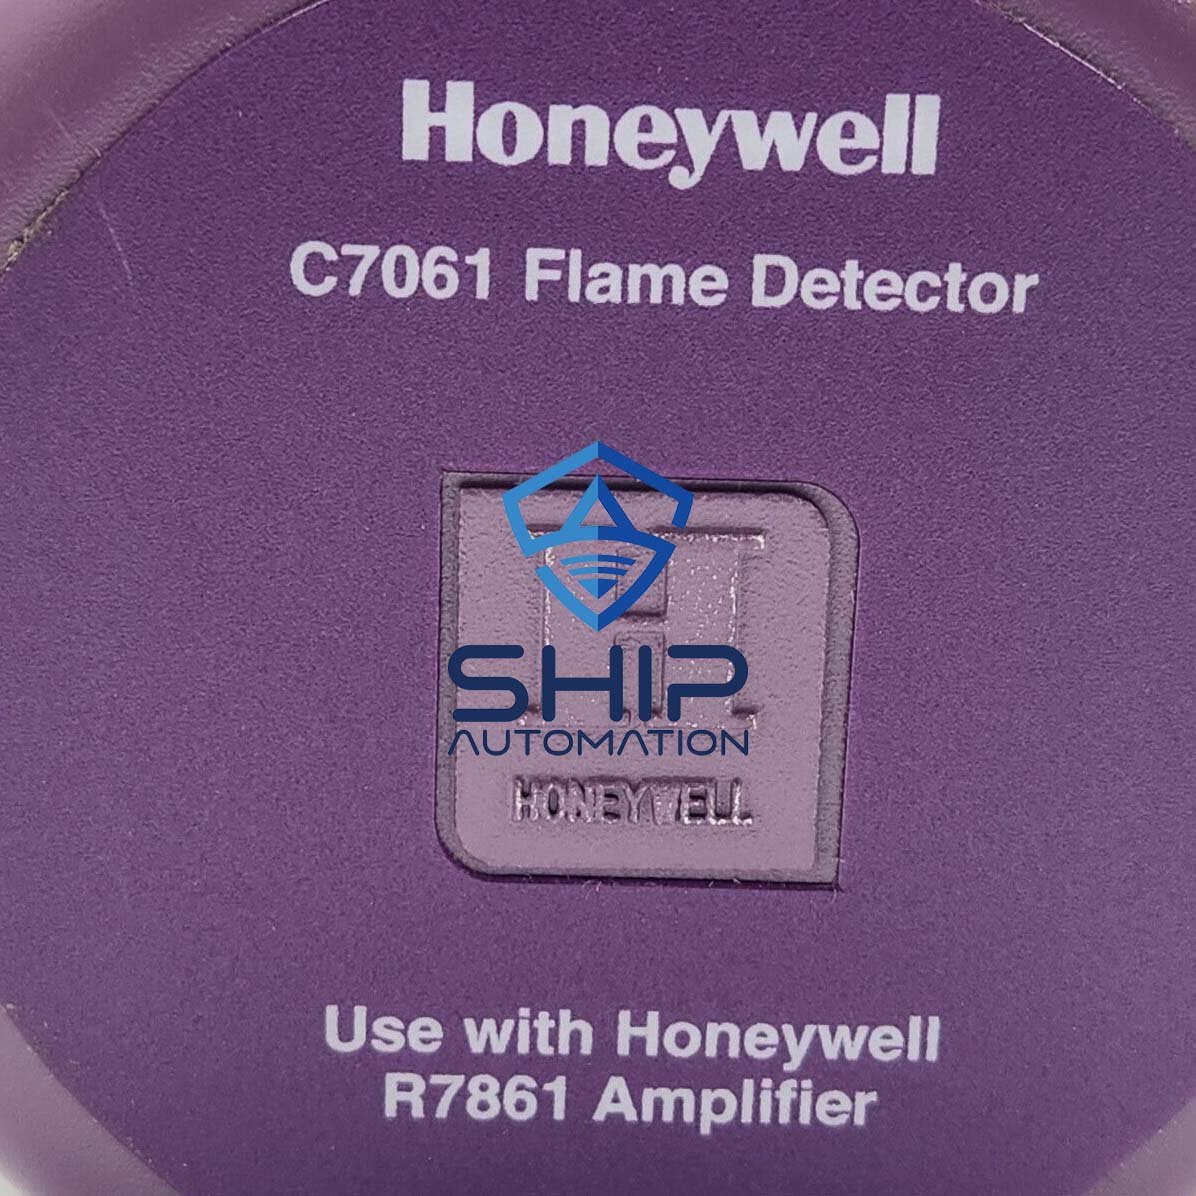 Honeywell
C7061 Flame Detector
H
SHIP
AUTOMATION
HONEYWELL
Use with Honeywell
R7861 Amplifier